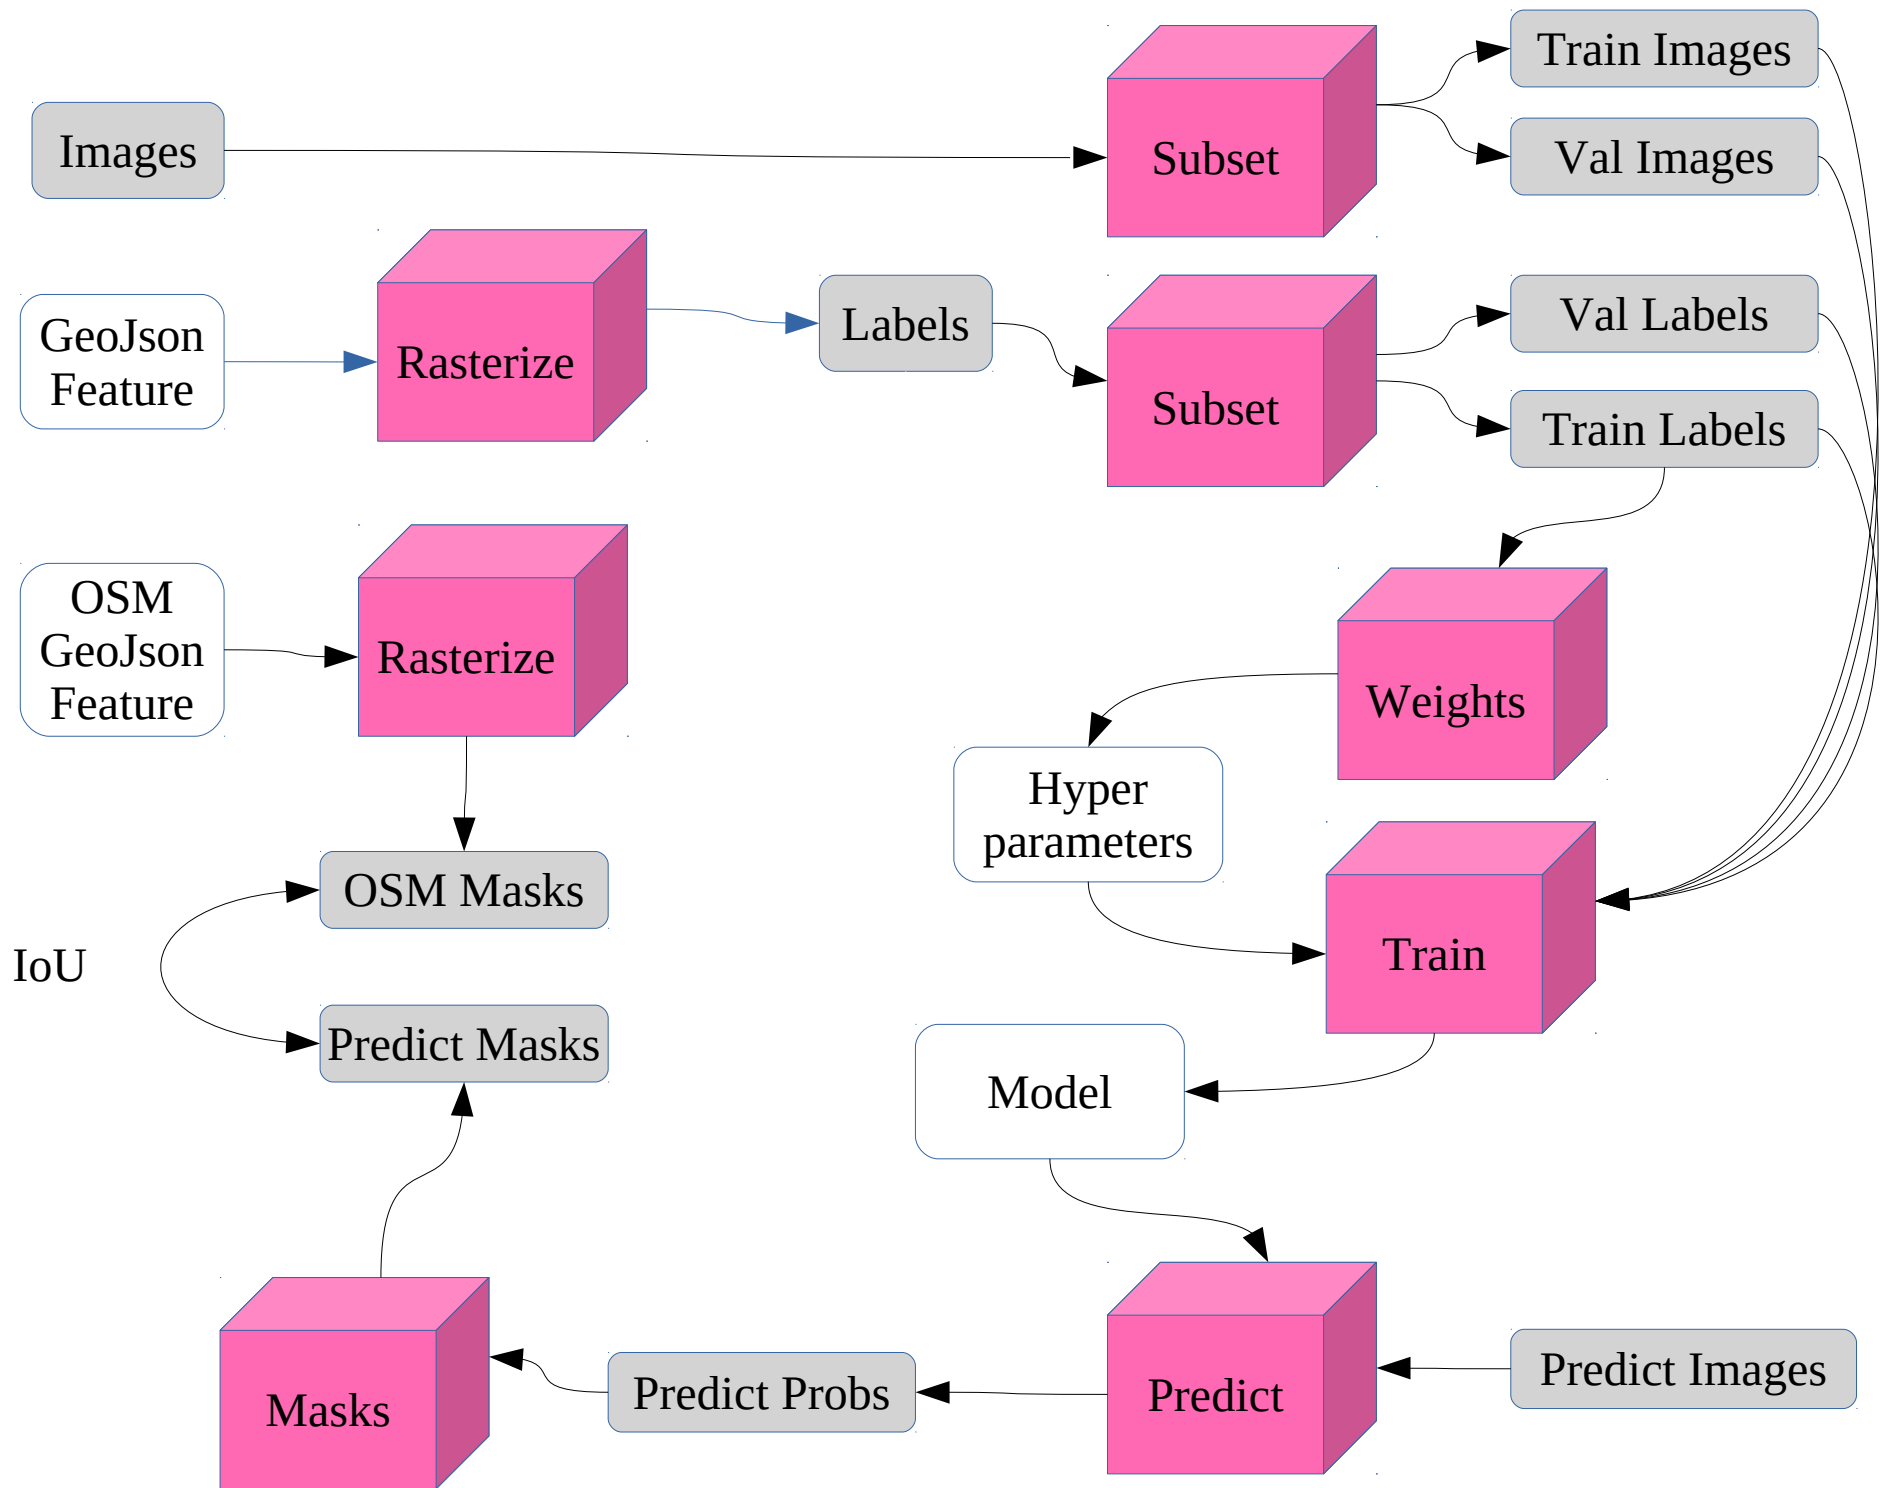 Train Images
Images
Subset
Val Images
GeoJson
Feature
Rasterize
Labels
Subset
Val Labels
Train Labels
OSM
GeoJson
Feature
Rasterize
Weights
Hyper
parameters
OSM Masks
Train
IoU
Predict Masks
Model
Masks
Predict Probs
Predict
Predict Images